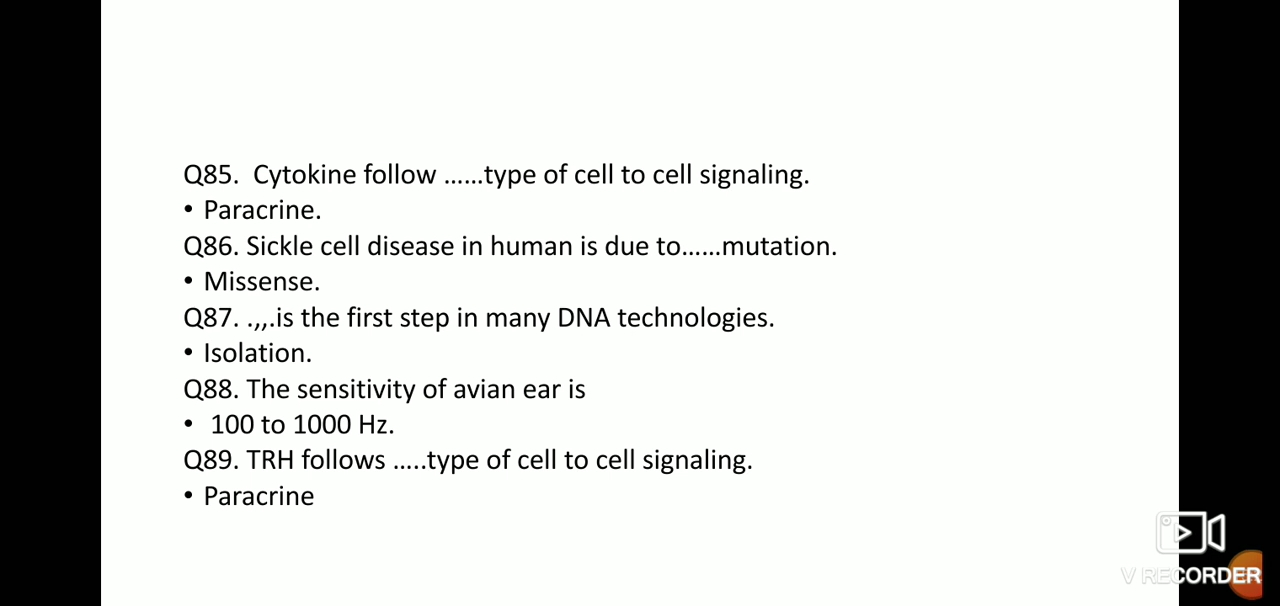 Q85.  Cytokine follow ......type of cell to cell signaling.
• Paracrine.
Q86. Sickle cell disease in human is due to......mutation.
• Missense.
Q87. .,,.is the first step in many DNA technologies.
• Isolation.
Q88. The sensitivity of avian ear is
•  100 to 1000 Hz.
Q89. TRH follows .....type of cell to cell signaling.
• Paracrine
V RECORDER